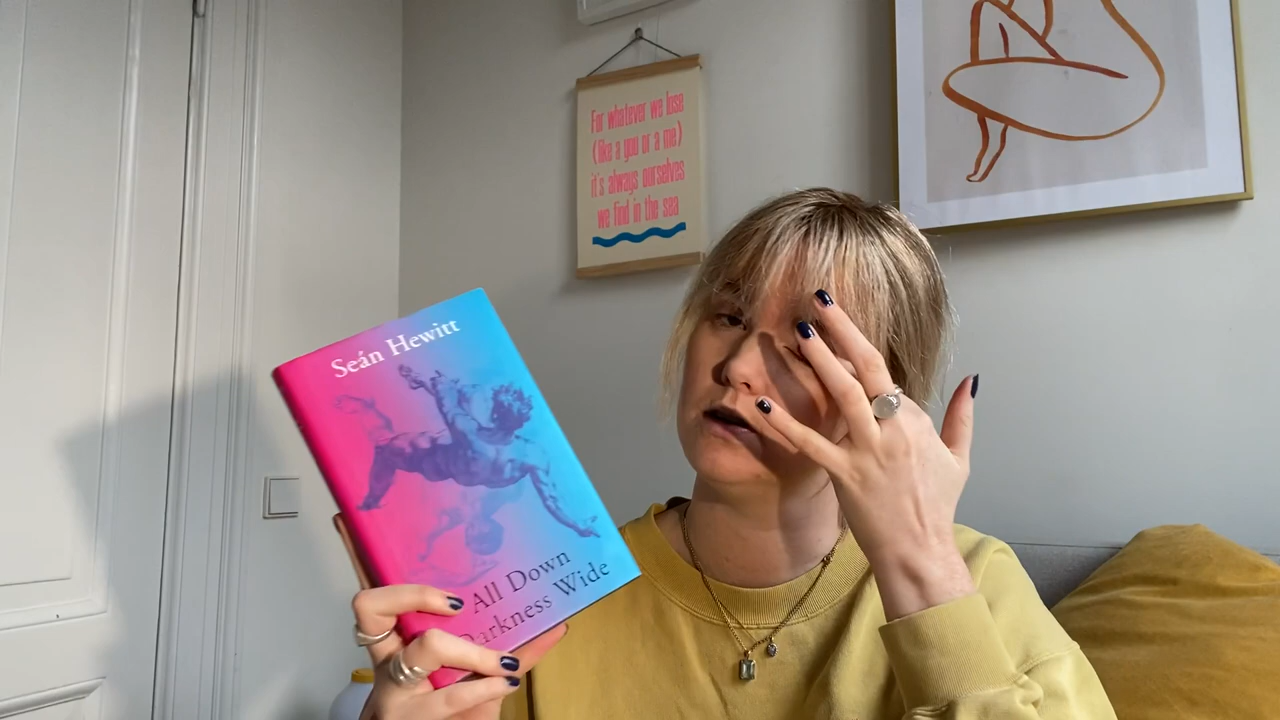 For whatever we lose
(like a you or a me)
it's always ourselves
we find in the sea
Seán Hewitt
All Down
Darkness Wide